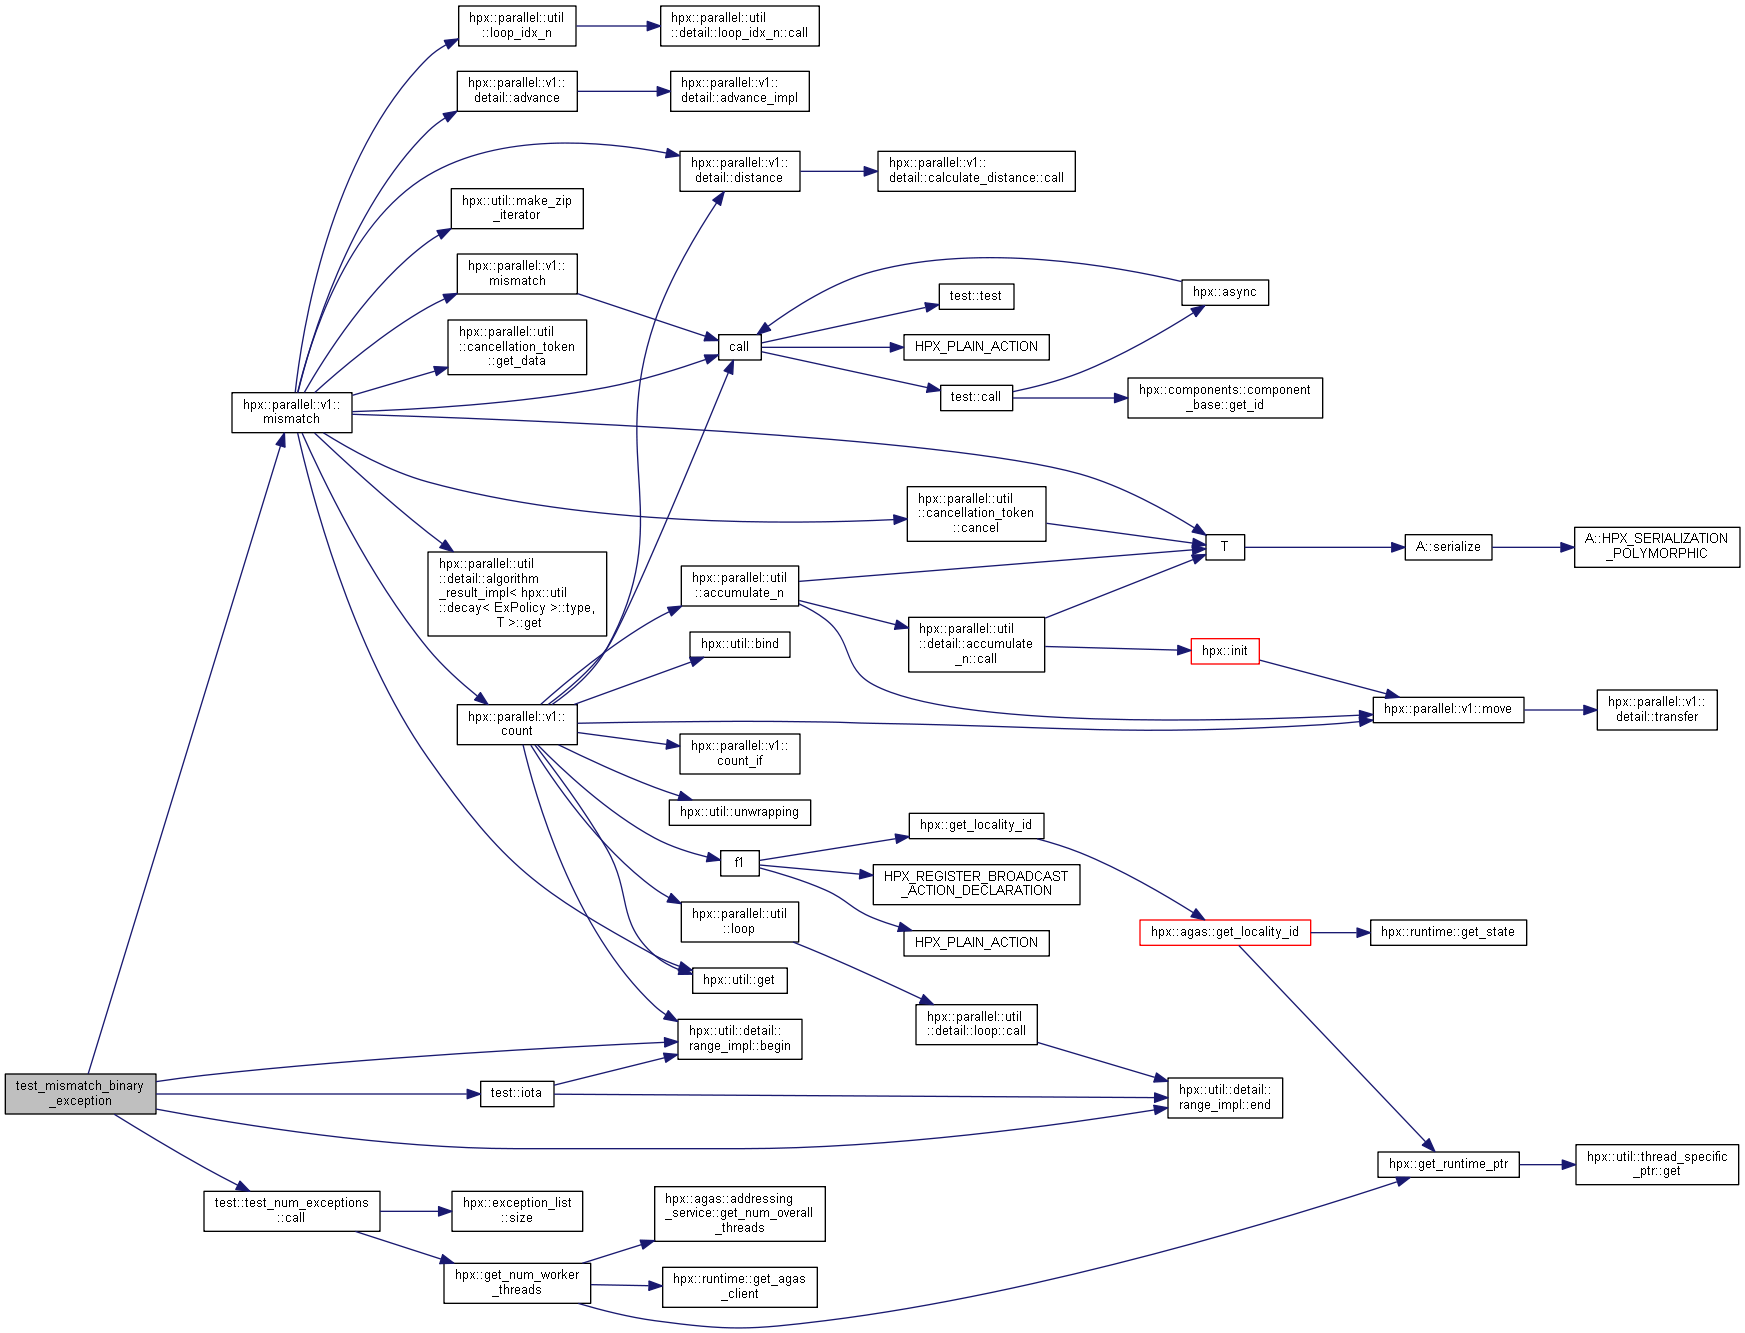 hpx::parallel::util
::loop_idx_n
hpx::parallel::util
::detail::loop_idx_n::call
hpx::parallel::v1::
detail::advance
hpx::parallel::v1::
detail::advance_impl
hpx::parallel::v1::
detail::distance
hpx::parallel::v1::
detail::calculate_distance::call
hpx::util::make_zip
_iterator
hpx::parallel::v1::
mismatch
hpx::async
test::test
hpx::parallel::util
::cancellation_token
::get_data
call
HPX_PLAIN_ACTION
test::call
hpx::components::component
_base::get_id
hpx::parallel::v1::
mismatch
hpx::parallel::util
::cancellation_token
::cancel
T
A::serialize
A::HPX_SERIALIZATION
_POLYMORPHIC
hpx::parallel::util
::detail::algorithm
_result_impl< hpx::util
::decay< ExPolicy >::type,
T >::get
hpx::parallel::util
::accumulate_n
hpx::parallel::util
::detail::accumulate
_n::call
hpx::util::bind
hpx::init
hpx::parallel::v1::
count
hpx::parallel::v1::move
hpx::parallel::v1::
detail::transfer
hpx::parallel::v1::
count_if
hpx::util::unwrapping
hpx::get_locality_id
f1
HPX_REGISTER_BROADCAST
_ACTION_DECLARATION
hpx::parallel::util
::loop
HPX_PLAIN_ACTION
hpx::agas::get_locality_id
hpx::runtime::get_state
hpx::util::get
hpx::parallel::util
::detail::loop::call
hpx::util::detail::
range_impl::begin
test_mismatch_binary
_exception
test::iota
hpx::util::detail::
range_impl::end
hpx::get_runtime_ptr
hpx::util::thread_specific
_ptr::get
test::test_num_exceptions
::call
hpx::exception_list
::size
hpx::agas::addressing
_service::get_num_overall
_threads
hpx::get_num_worker
_threads
hpx::runtime::get_agas
_client